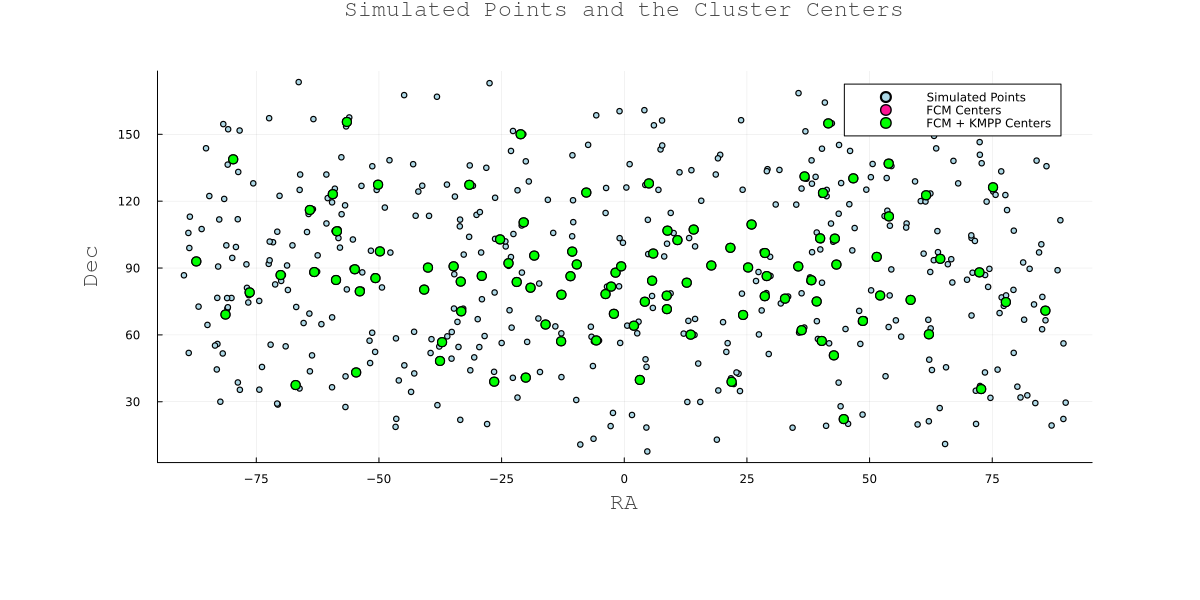 Simulated Points and the Cluster Centers
Simulated Points
FCM Centers
FCM + KMPP Centers
150
120
90
60
30
Dec
−75
−50
−25
0
25
50
75
RA